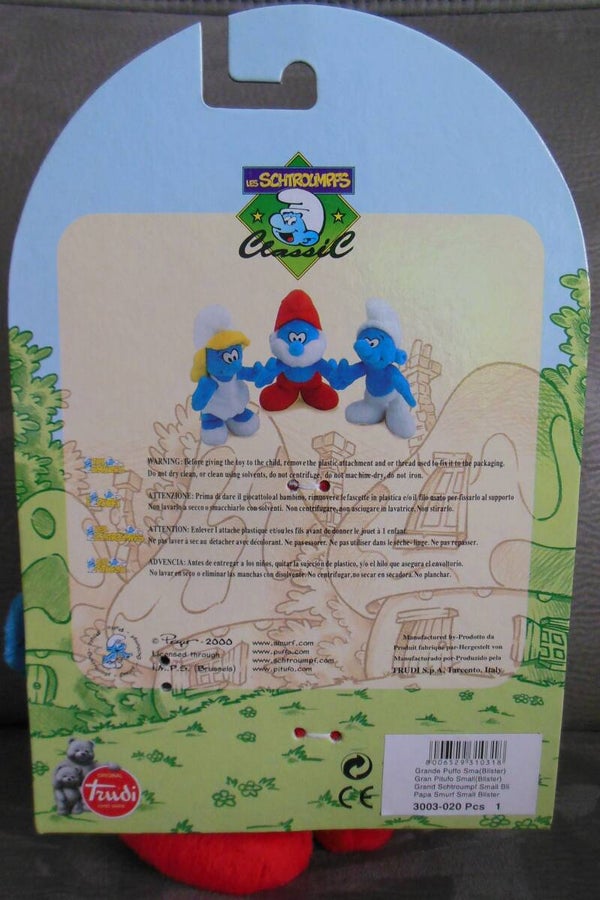 LES SCHTROUMPFS
Classic
WARNING: Before giving the toy to the child, remove the plastic attachment and or thread used to fix it to the packaging.
Do not dry clean, or clean using solvents, do not centrifuge, do not machine-dry, do not iron.
ATTENZIONE: Prima di dare il giocattolo al bambino, rimuovere le fascette in plastica e/o il filo usato per fissarlo al supporto
Non lavarlo a secco o smacchiarlo con solventi. Non centrifugare, non asciugare in lavatrice. Non stirarlo.
ATTENTION: Enlever l attache plastique et/ou les fils avant de donner le jouet à 1 enfant.
Ne pas laver a sec au détacher avec décolorant. Ne pas essorer. Ne pas utiliser dans le sèche-linge. Ne pas repasser.
ADVENCIA: Antes de entregar a los niños, quitar la sujeción de plastico, y/o el hilo que asegura el envoltorio.
No lavar en seco o eliminar las manchas con disolvente. No centrifugar, no secar en secadora. No planchar.
© Peyo - 2000
Licensed through
I.M.P.S. (Brussels)
www.smurf.com
www.puffo.com
www.schtroumpf.com
www.pitufo.com
Manufactured by-Prodotto da
Produit fabriqué par-Hergestelt von
Manufacturado por-Produzido pela
TRUDI S.p.A. Tarcento, Italy
ORIGINAL
Trudi
CE
8006529310318
Grande Puffo Sma(Blister)
Gran Pitufo Small(Blister)
Grand Schtroumpf Small Bli
Papa Smurf Small Blister
3003-020 Pcs 1